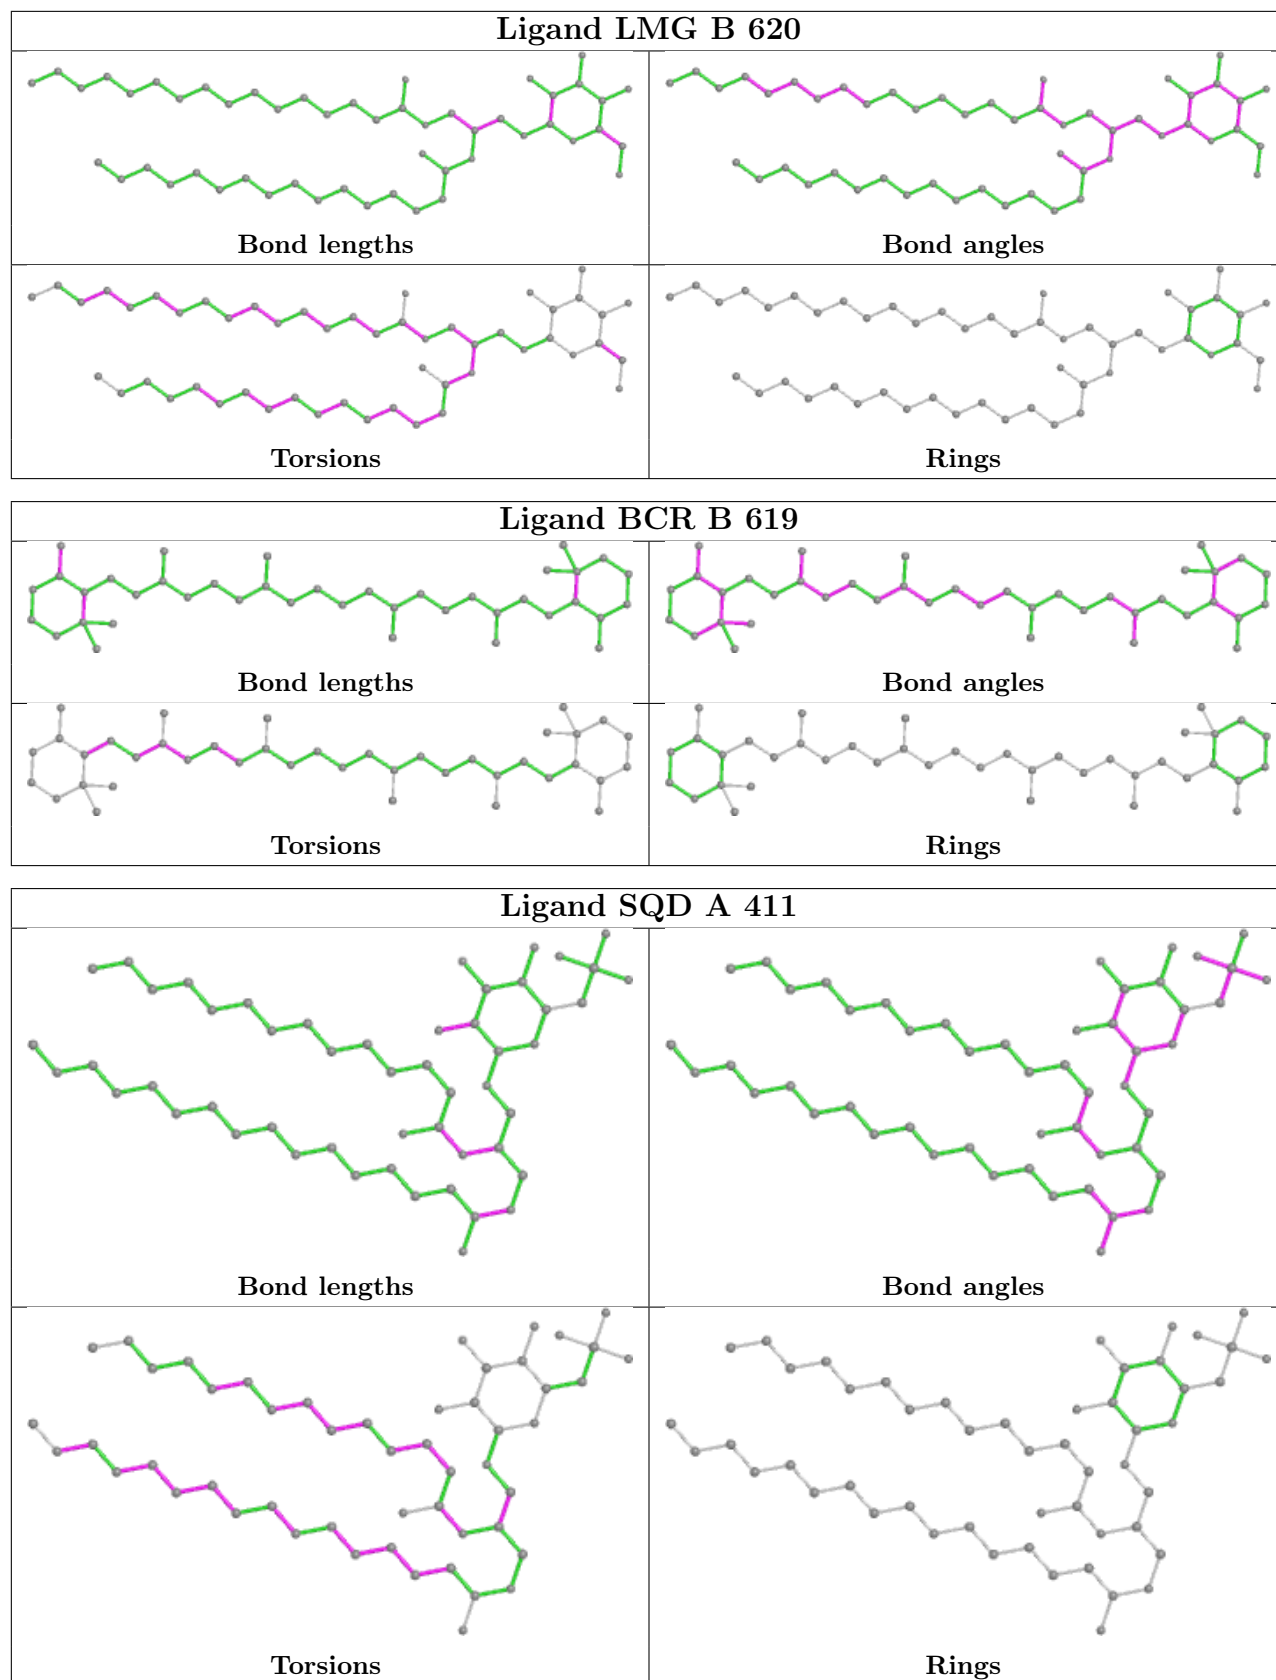 Ligand LMG B 620
Bond lengths
Bond angles
Torsions
Rings
Ligand BCR B 619
Bond lengths
Bond angles
Torsions
Rings
Ligand SQD A 411
Bond lengths
Bond angles
Torsions
Rings